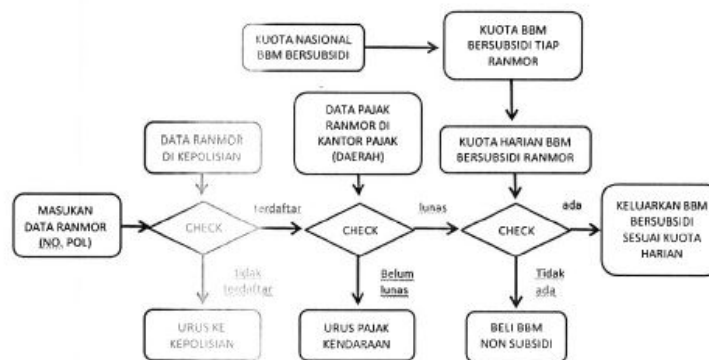 KUOTA NASIONAL
BBM BERSUBSIDI
KUOTA BBM
BERSUBSIDI TIAP
RANMOR
DATA RANMOR
DI KEPOLISIAN
DATA PAJAK
RANMOR DI
KANTOR PAJAK
(DAERAH)
KUOTA HARIAN BBM
BERSUBSIDI RANMOR
MASUKAN
DATA RANMOR
(NO. POL)
CHECK
terdaftar
CHECK
lunas
CHECK
ada
KELUARKAN BBM
BERSUBSIDI
SESUAI KUOTA
HARIAN
tidak
terdaftar
Belum
lunas
Tidak
ada
URUS KE
KEPOLISIAN
URUS PAJAK
KENDARAAN
BELI BBM
NON SUBSIDI